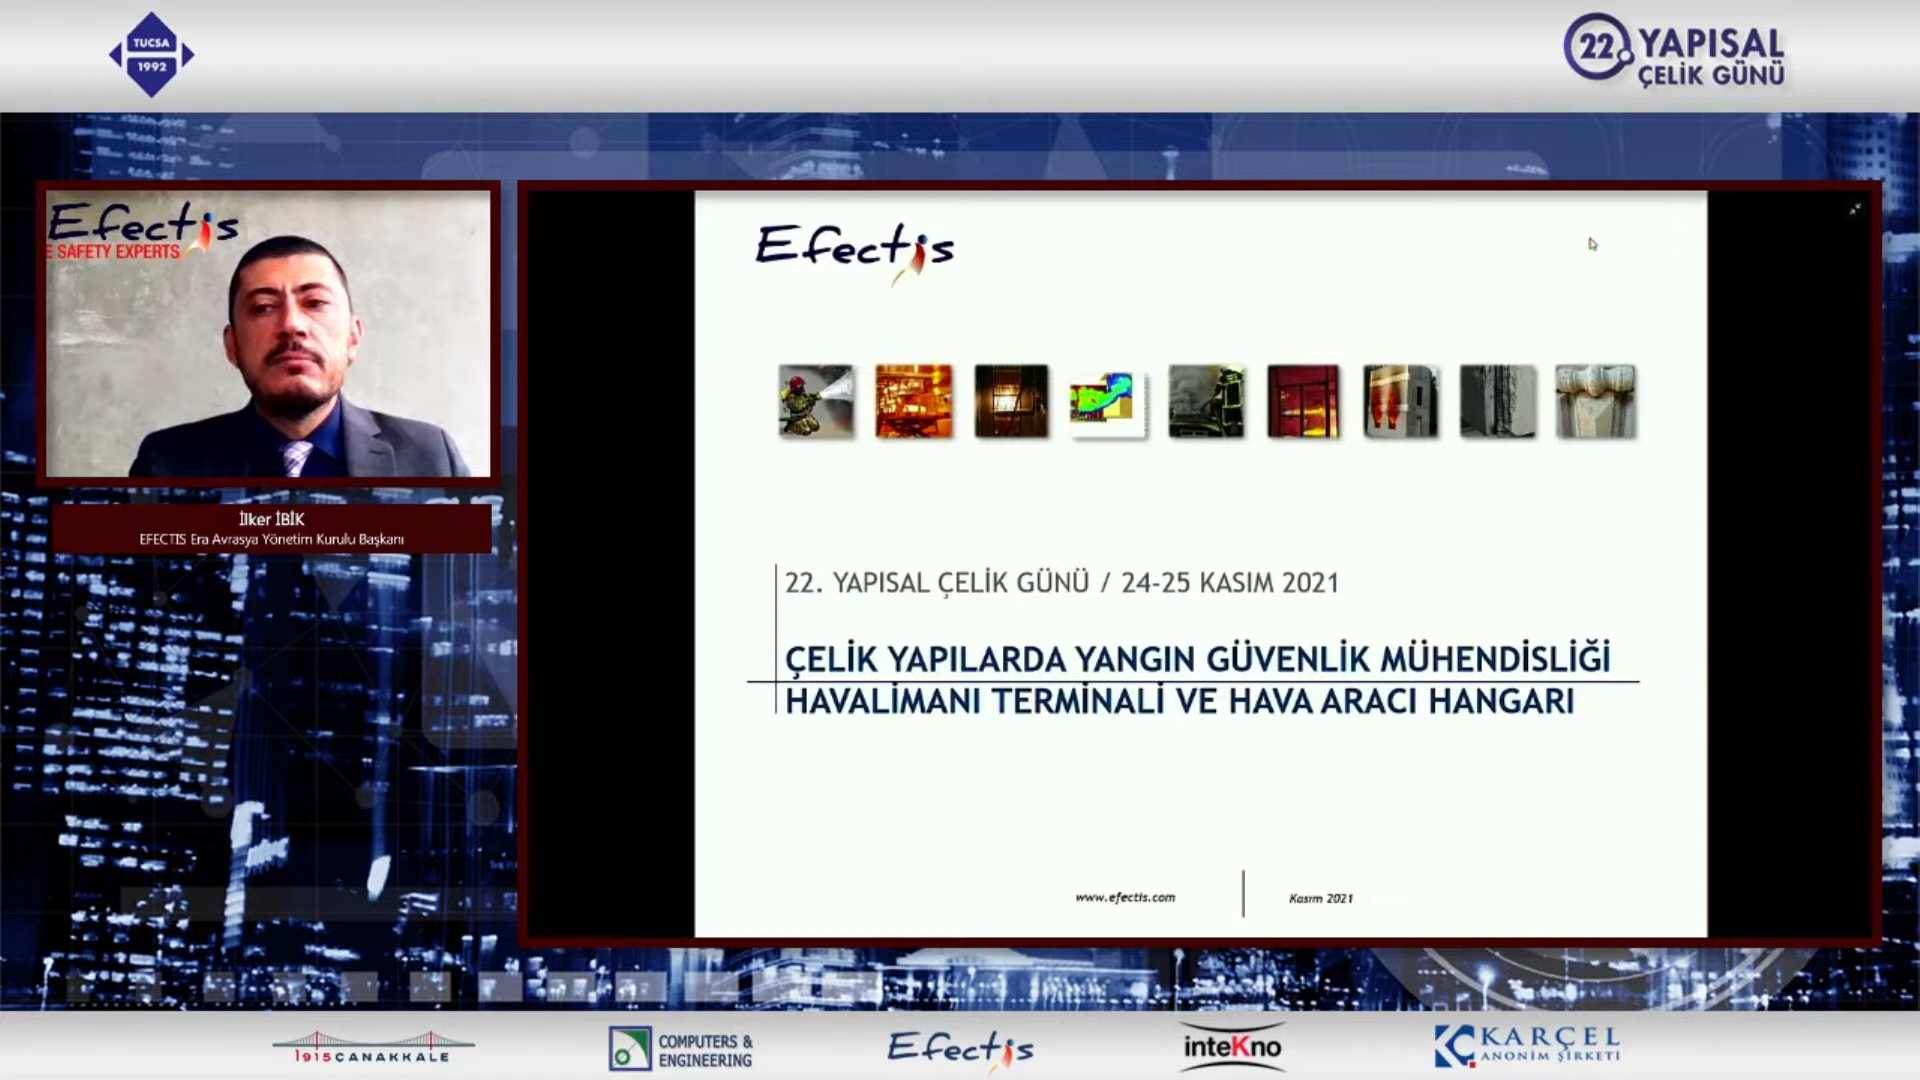 TUCSA
1992
22. YAPISAL
ÇELİK GÜNÜ
Efectis
E SAFETY EXPERTS
İlker İBİK
EFECTIS Era Avrasya Yönetim Kurulu Başkanı
Efectis
22. YAPISAL ÇELİK GÜNÜ / 24-25 KASIM 2021
ÇELİK YAPILARDA YANGIN GÜVENLİK MÜHENDİSLİĞİ
HAVALİMANI TERMİNALİ VE HAVA ARACI HANGARI
www.efectis.com
Kasım 2021
1915ÇANAKKALE
COMPUTERS &
ENGINEERING
Efectis
inteKno
KARÇEL
ANONİM ŞİRKETİ